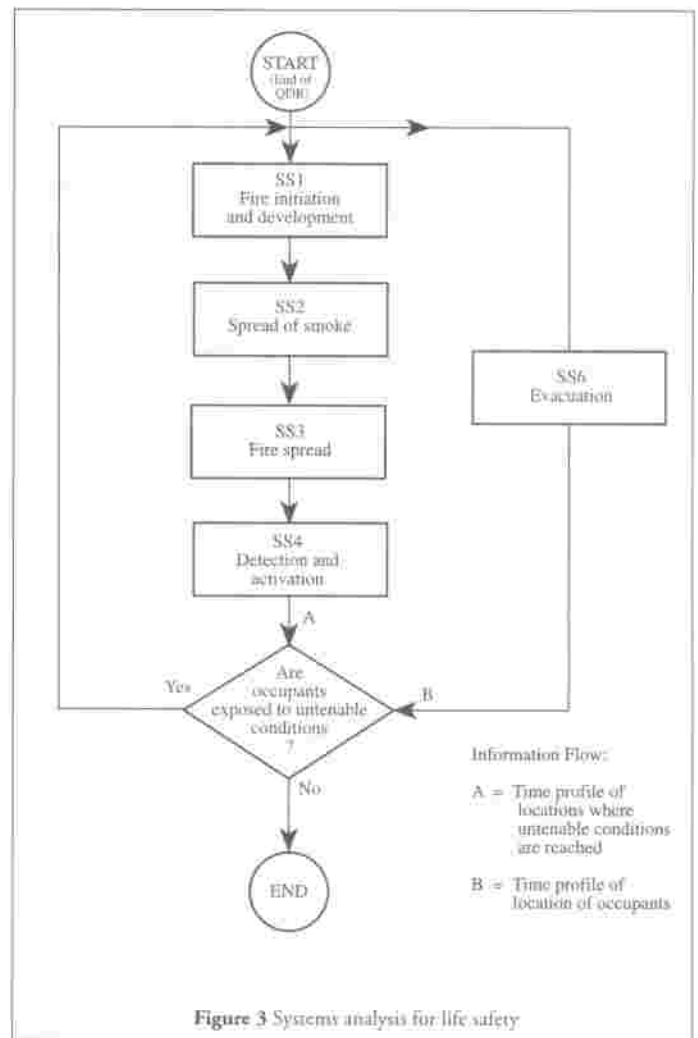 START
(End of
QDR)
SS1
Fire initiation
and development
SS2
Spread of smoke
SS6
Evacuation
SS3
Fire spread
SS4
Detection and
activation
A
Yes
Are
occupants
exposed to untenable
conditions
?
B
No
Information Flow:
A = Time profile of
locations where
untenable conditions
are reached
END
B = Time profile of
location of occupants
Figure 3 Systems analysis for life safety